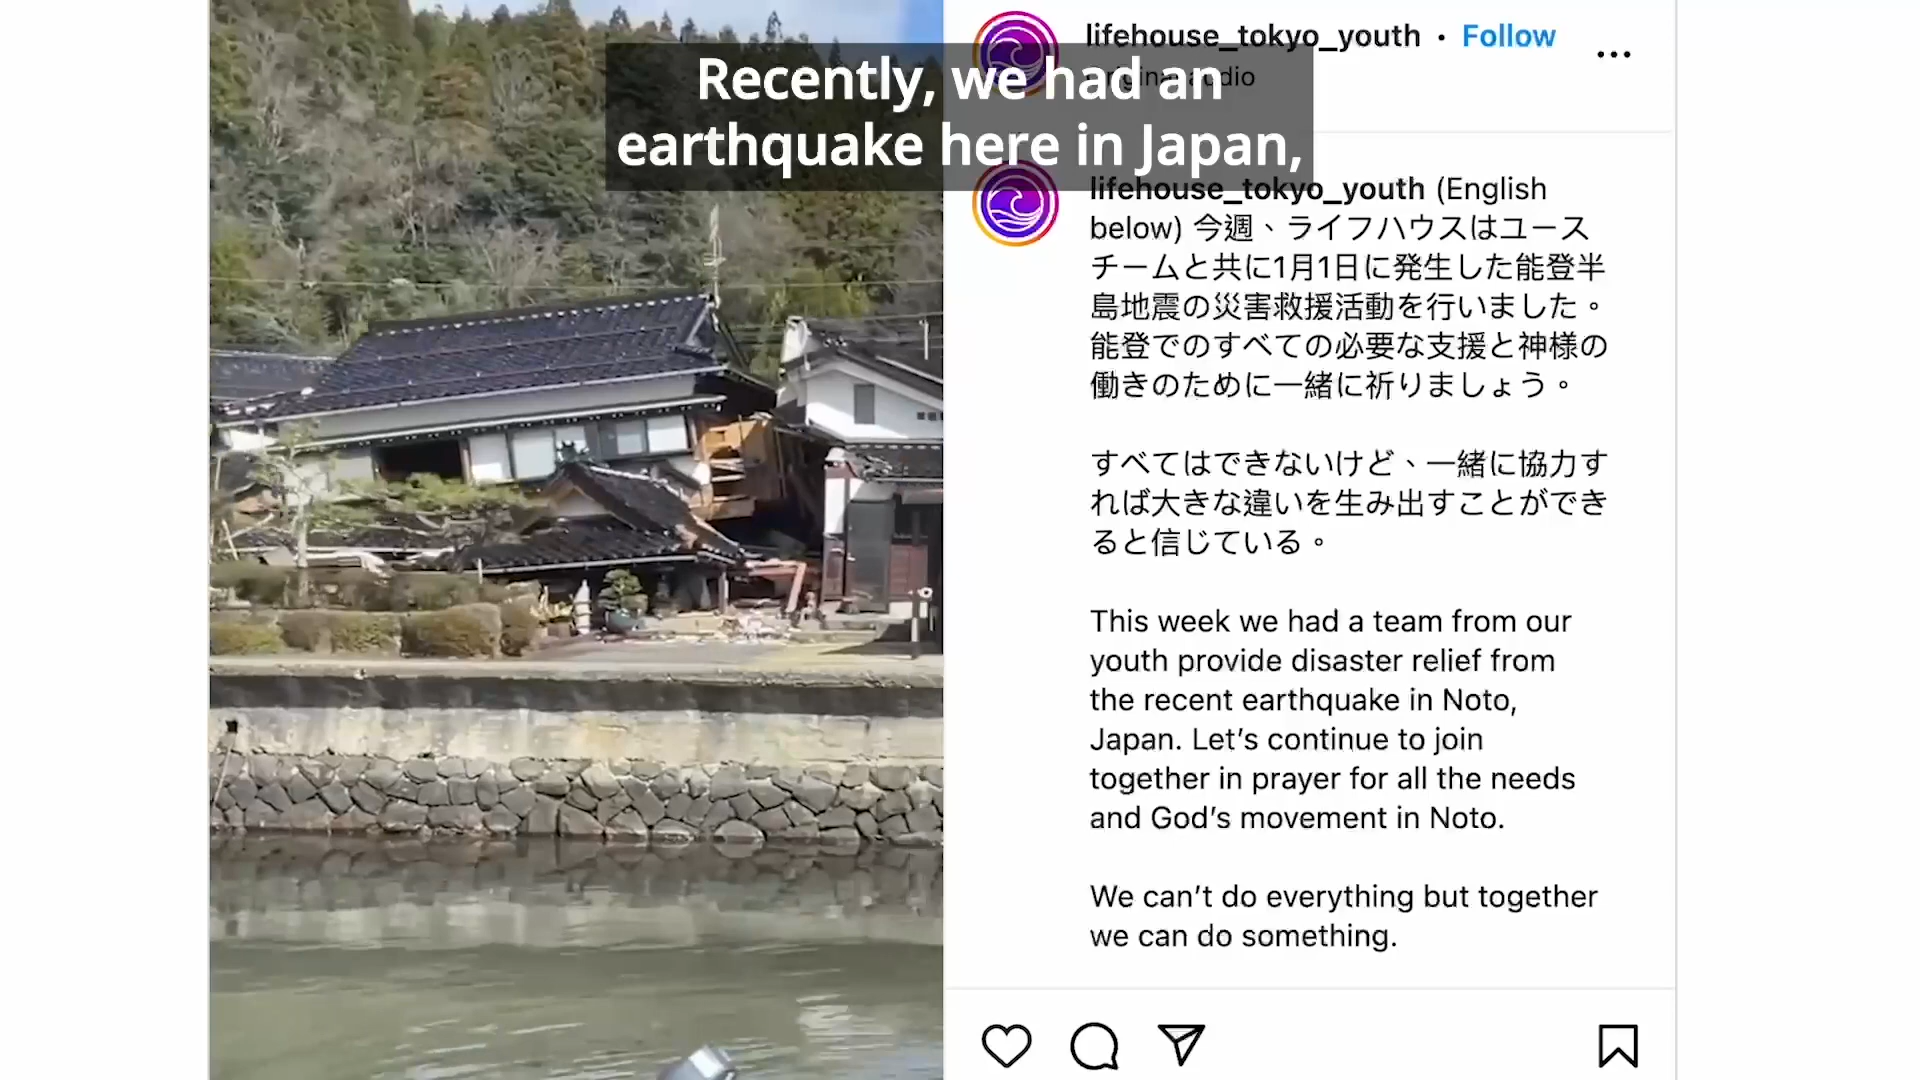 lifehouse_tokyo_youth • Follow
Original audio
Recently, we had an
earthquake here in Japan,
lifehouse_tokyo_youth (English
below) 今週、ライフハウスはユース
チームと共に1月1日に発生した能登半
島地震の災害救援活動を行いました。
能登でのすべての必要な支援と神様の
働きのために一緒に祈りましょう。
すべてはできないけど、一緒に協力す
れば大きな違いを生み出すことができ
ると信じている。
This week we had a team from our
youth provide disaster relief from
the recent earthquake in Noto,
Japan. Let’s continue to join
together in prayer for all the needs
and God’s movement in Noto.
We can’t do everything but together
we can do something.